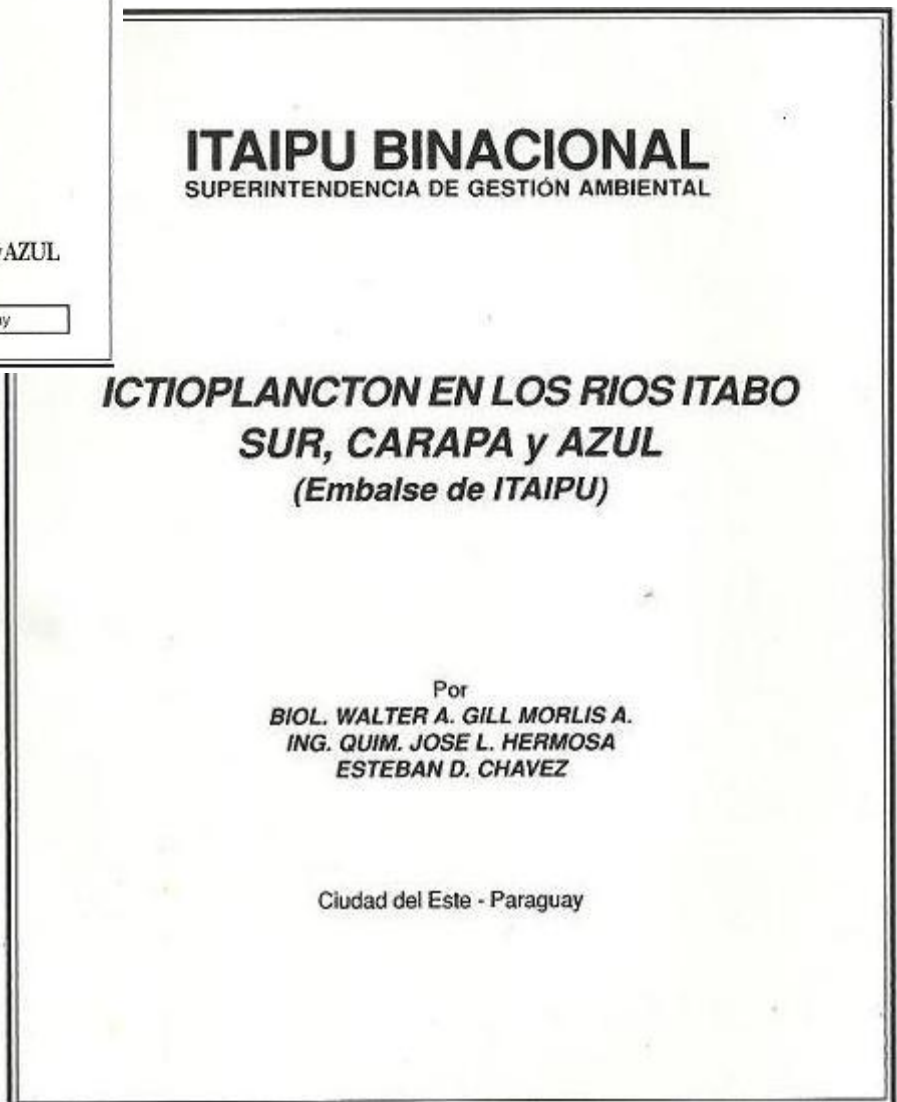 AZUL
ITAIPU BINACIONAL
SUPERINTENDENCIA DE GESTIÓN AMBIENTAL
ICTIOPLANCTON EN LOS RIOS ITABO
SUR, CARAPA y AZUL
(Embalse de ITAIPU)
Por
BIOL. WALTER A. GILL MORLIS A.
ING. QUIM. JOSE L. HERMOSA
ESTEBAN D. CHAVEZ
Ciudad del Este - Paraguay